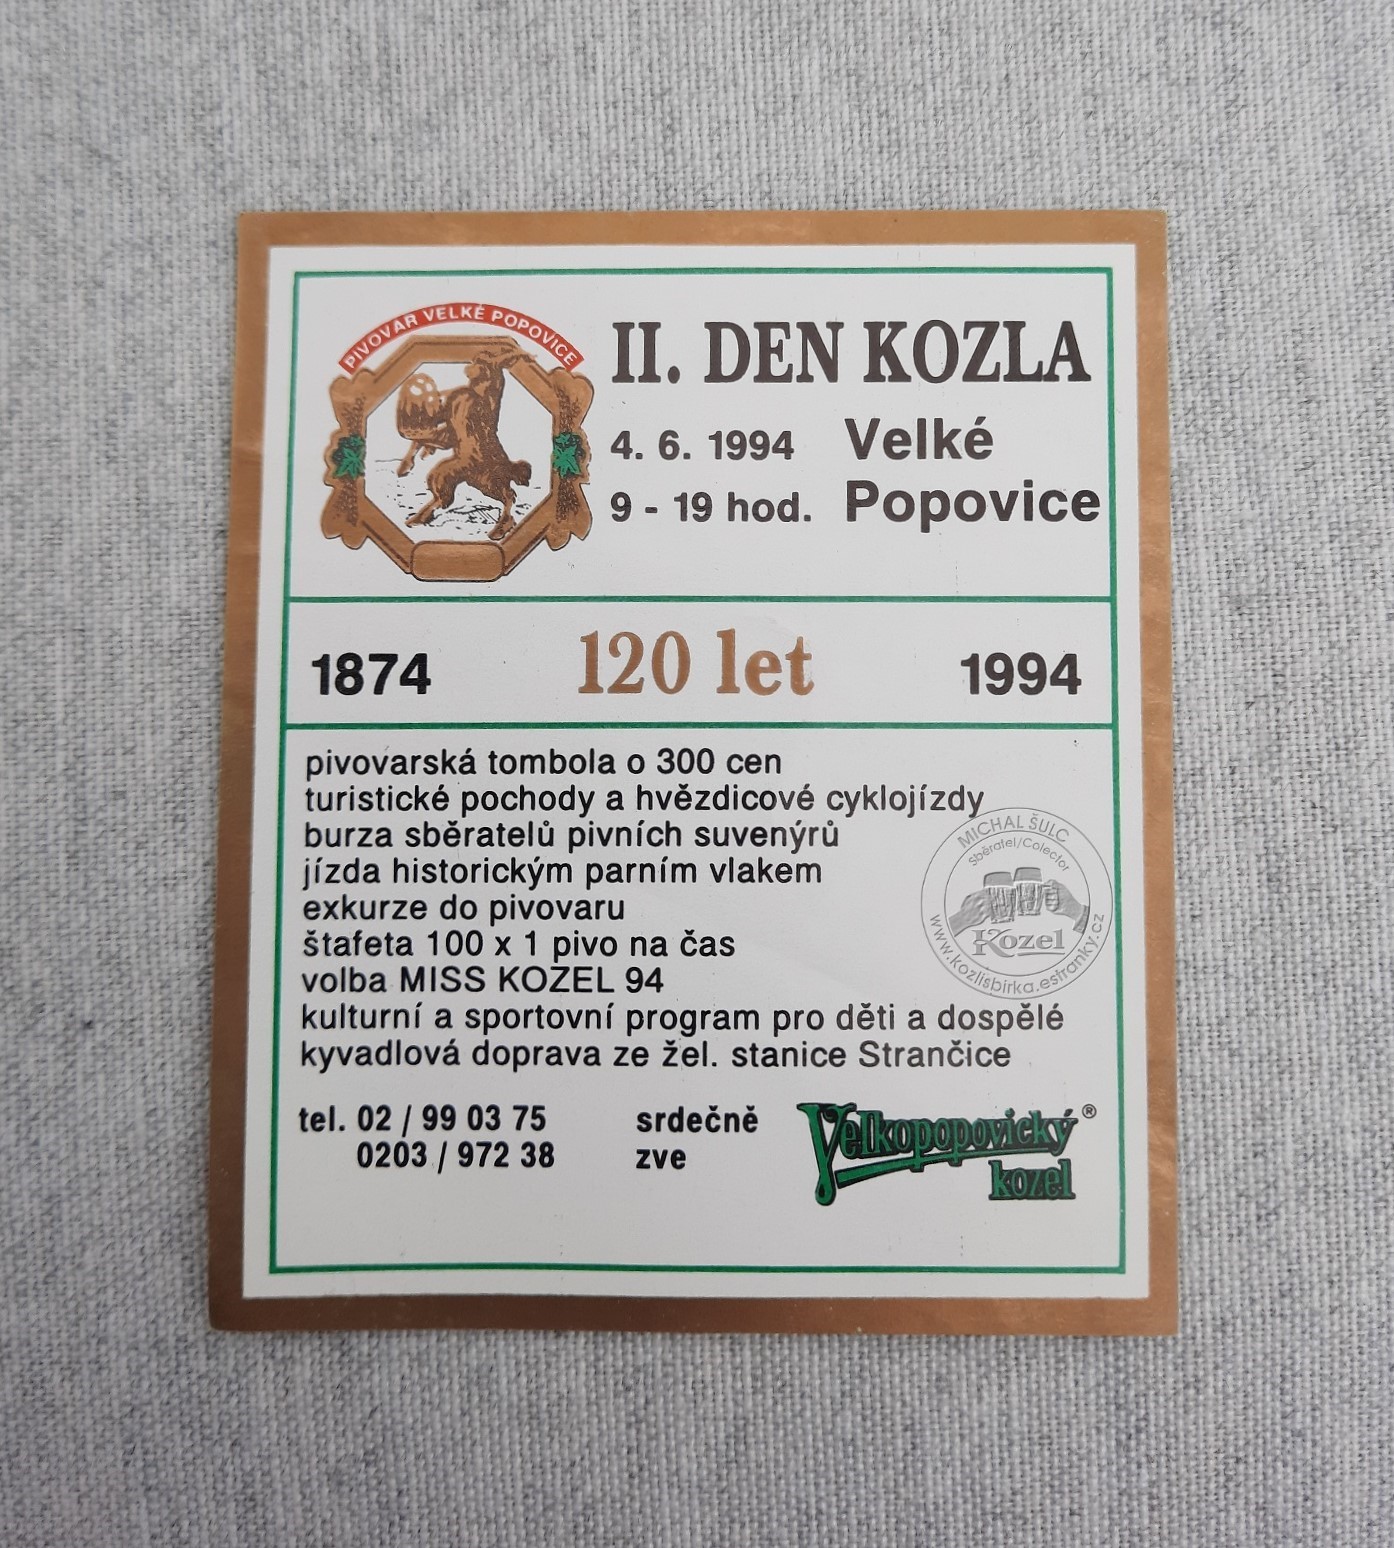 PIVOVAR VELKÉ POPOVICE
II. DEN KOZLA
4. 6. 1994 Velké
9 - 19 hod. Popovice
1874 120 let 1994
pivovarská tombola o 300 cen
turistické pochody a hvězdicové cyklojízdy
burza sběratelů pivních suvenýrů
jízda historickým parním vlakem
exkurze do pivovaru
štafeta 100 x 1 pivo na čas
volba MISS KOZEL 94
kulturní a sportovní program pro děti a dospělé
kyvadlová doprava ze žel. stanice Strančice
tel. 02 / 99 03 75 srdečně Velkopopovický®
0203 / 972 38 zve kozel
MICHAL ŠULC
Sběratel/Colector
Kozel
www.kozlisbirka.estranky.cz